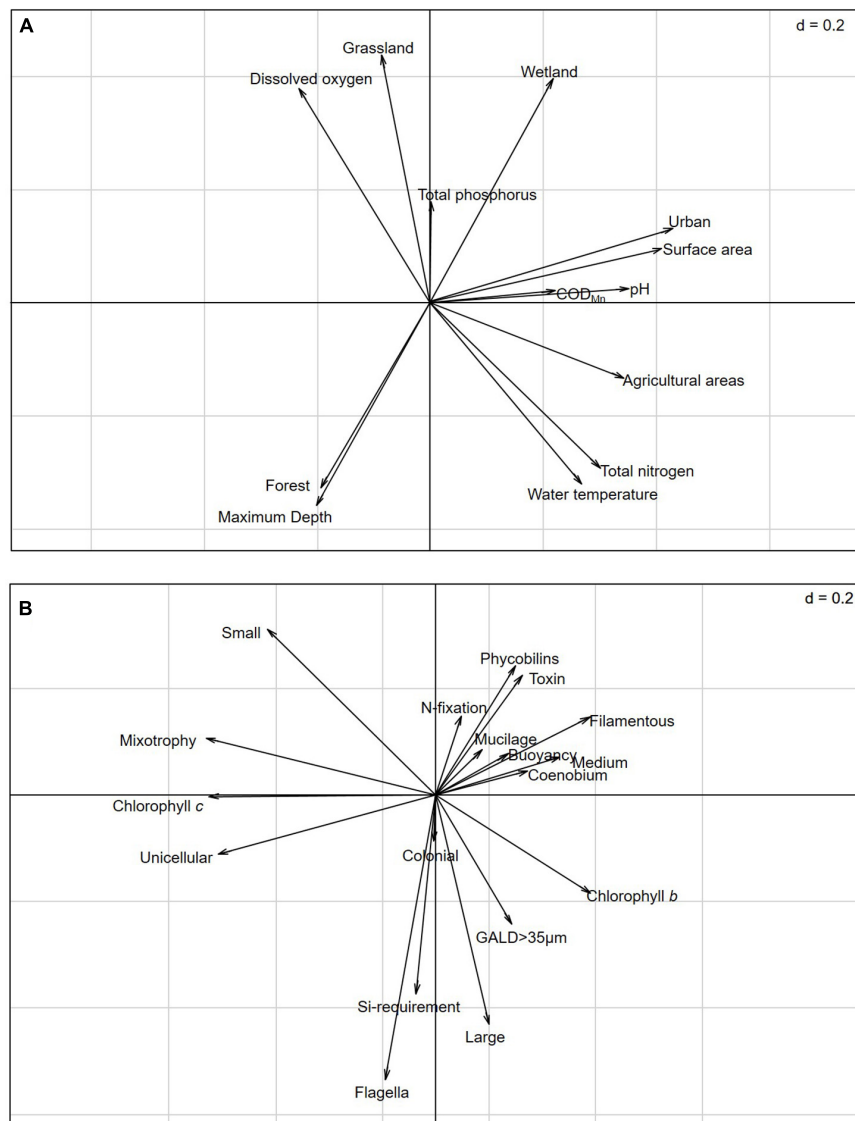 A
d = 0.2
Grassland
Dissolved oxygen
Wetland
Total phosphorus
Urban
Surface area
pH
COD_Mn
Agricultural areas
Total nitrogen
Forest
Water temperature
Maximum Depth
B
d = 0.2
Small
Phycobilins
Toxin
N-fixation
Filamentous
Mixotrophy
Mucilage
Buoyancy
Medium
Coenobium
Chlorophyll c
Unicellular
Colonial
Chlorophyll b
GALD>35µm
Si-requirement
Large
Flagella